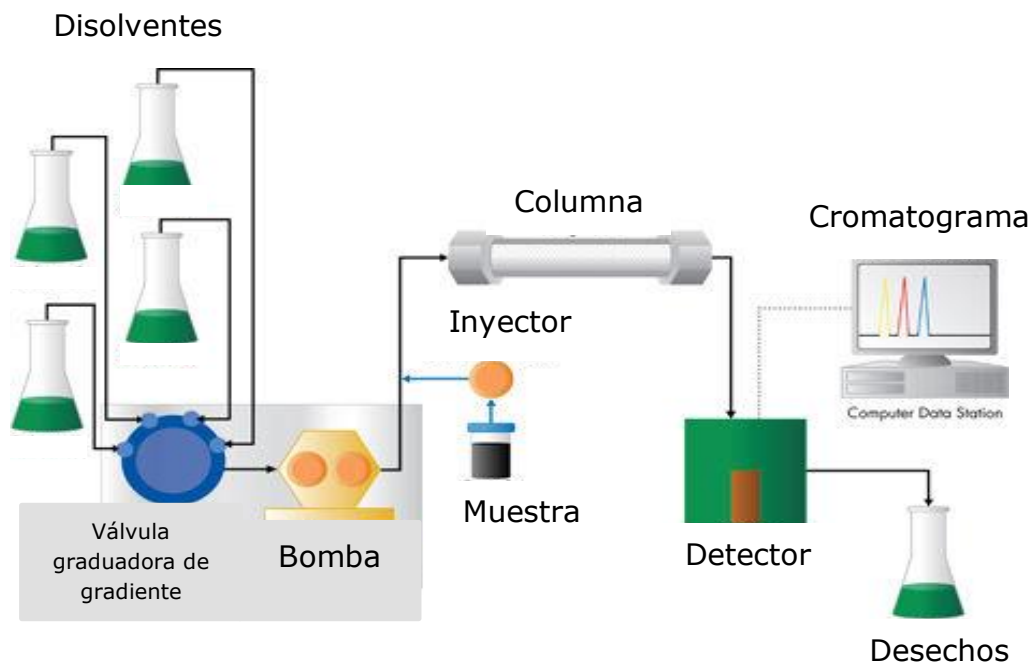 Disolventes
Columna
Cromatograma
Inyector
Computer Data Station
Muestra
Válvula
graduadora de
gradiente
Bomba
Detector
Desechos